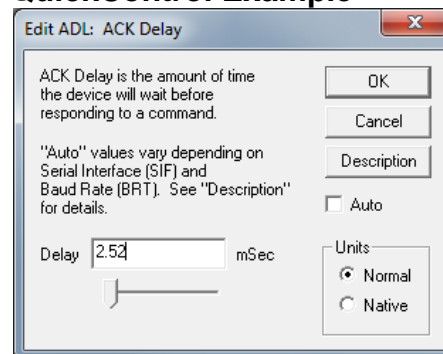 QuickControl Example
Edit ADL: ACK Delay
x
ACK Delay is the amount of time
the device will wait before
responding to a command.
"Auto" values vary depending on
Serial Interface (SIF) and
Baud Rate (BRT). See "Description"
for details.
OK
Cancel
Description
Auto
Delay 2.52 mSec
Units
Normal
Native